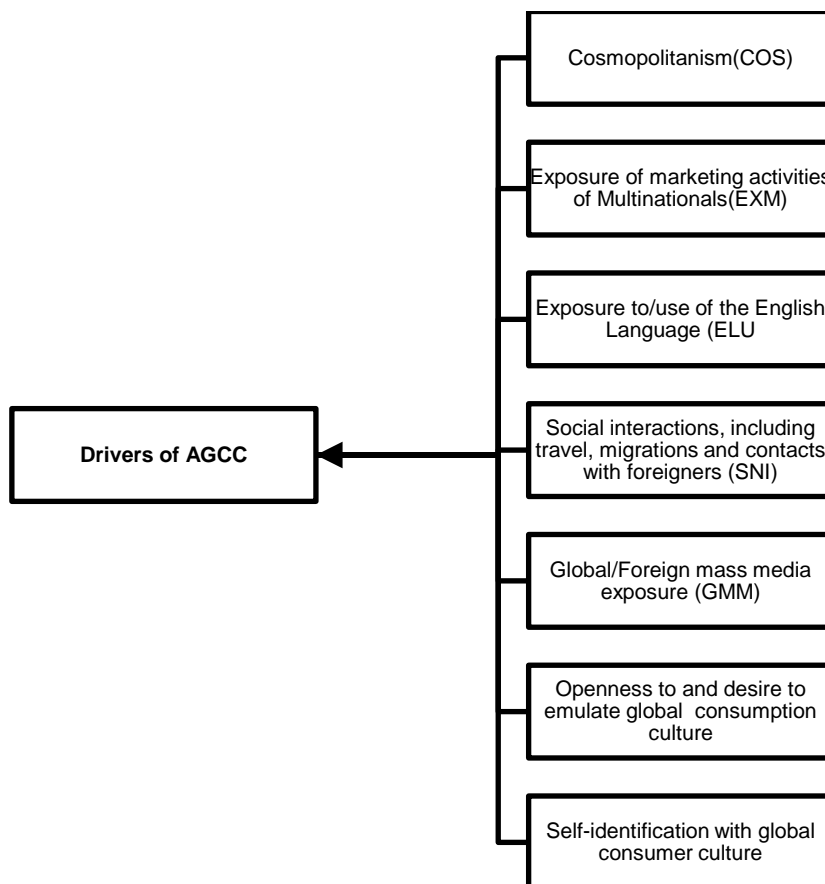 Cosmopolitanism(COS)
Exposure of marketing activities
of Multinationals(EXM)
Exposure to/use of the English
Language (ELU
Drivers of AGCC
Social interactions, including
travel, migrations and contacts
with foreigners (SNI)
Global/Foreign mass media
exposure (GMM)
Openness to and desire to
emulate global consumption
culture
Self-identification with global
consumer culture